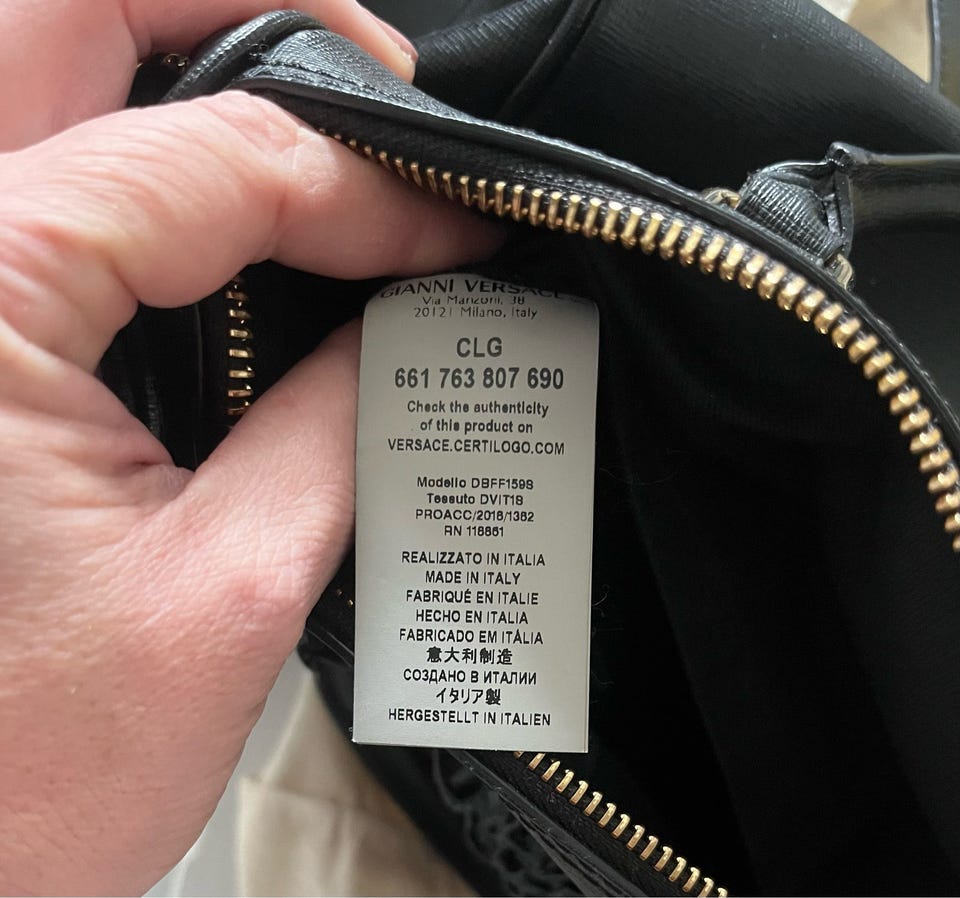 GIANNI VERSACE
Via Manzoni, 38
20121 Milano, Italy
CLG
661 763 807 690
Check the authenticity
of this product on
VERSACE.CERTILOGO.COM
Modello DBFF159S
Tessuto DVIT1S
PROACC/2016/1362
RN 118861
REALIZZATO IN ITALIA
MADE IN ITALY
FABRIQUÉ EN ITALIE
HECHO EN ITALIA
FABRICADO EM ITÁLIA
意大利制造
СОЗДАНО В ИТАЛИИ
イタリア製
HERGESTELLT IN ITALIEN